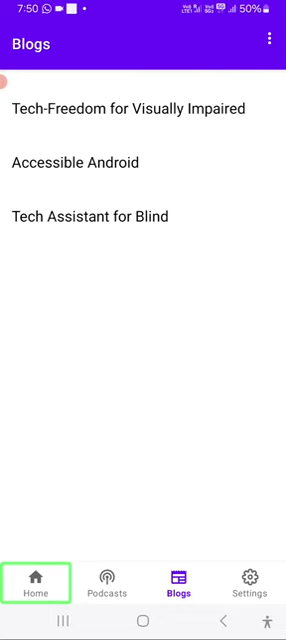 7:50 50%
Blogs
Tech-Freedom for Visually Impaired
Accessible Android
Tech Assistant for Blind
Home Podcasts Blogs Settings